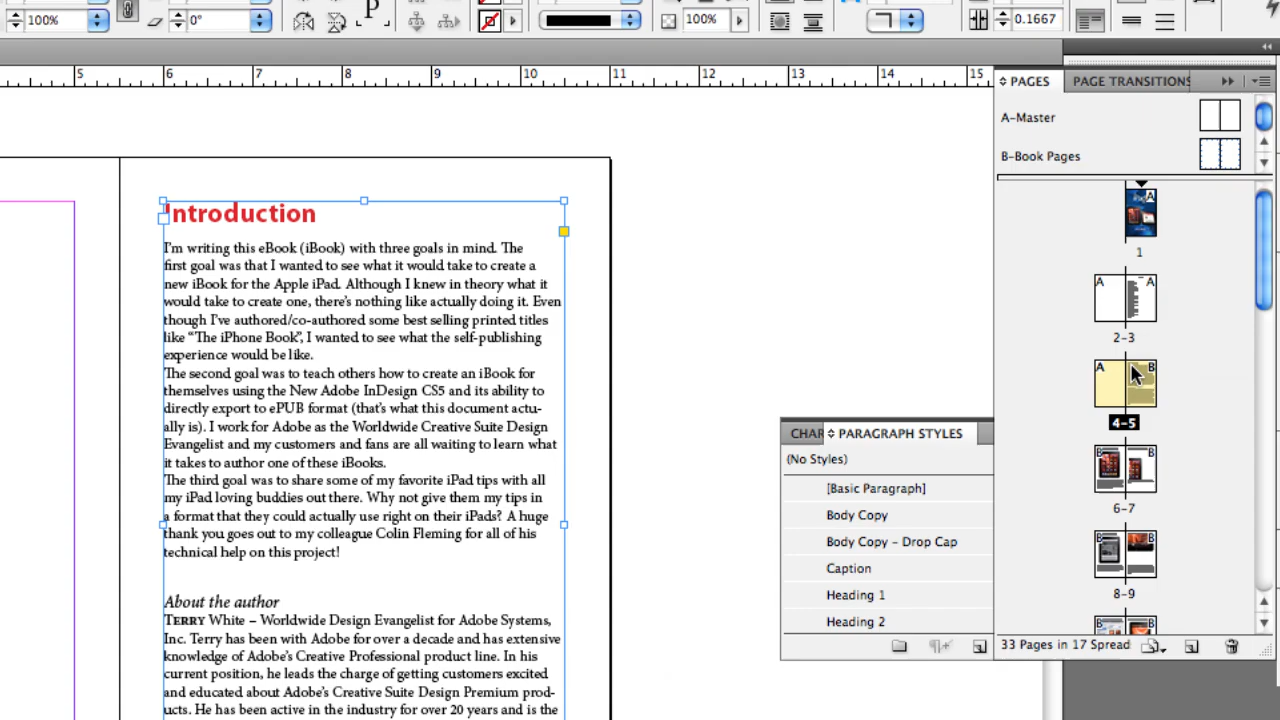 100%
0°
P
100%
0.1667
5 6 7 8 9 10 11 12 13 14 15
PAGES PAGE TRANSITIONS
A-Master
B-Book Pages
A
1
A A
2-3
A B
4-5
B B
6-7
B B
8-9
B B
33 Pages in 17 Spread
Introduction
I'm writing this eBook (iBook) with three goals in mind. The
first goal was that I wanted to see what it would take to create a
new iBook for the Apple iPad. Although I knew in theory what it
would take to create one, there's nothing like actually doing it. Even
though I've authored/co-authored some best selling printed titles
like "The iPhone Book", I wanted to see what the self-publishing
experience would be like.
The second goal was to teach others how to create an iBook for
themselves using the New Adobe InDesign CS5 and its ability to
directly export to ePUB format (that's what this document actu-
ally is). I work for Adobe as the Worldwide Creative Suite Design
Evangelist and my customers and fans are all waiting to learn what
it takes to author one of these iBooks.
The third goal was to share some of my favorite iPad tips with all
my iPad loving buddies out there. Why not give them my tips in
a format that they could actually use right on their iPads? A huge
thank you goes out to my colleague Colin Fleming for all of his
technical help on this project!
About the author
Terry White – Worldwide Design Evangelist for Adobe Systems,
Inc. Terry has been with Adobe for over a decade and has extensive
knowledge of Adobe's Creative Professional product line. In his
current position, he leads the charge of getting customers excited
and educated about Adobe's Creative Suite Design Premium prod-
ucts. He has been active in the industry for over 20 years and is the
CHAR PARAGRAPH STYLES
(No Styles)
[Basic Paragraph]
Body Copy
Body Copy - Drop Cap
Caption
Heading 1
Heading 2